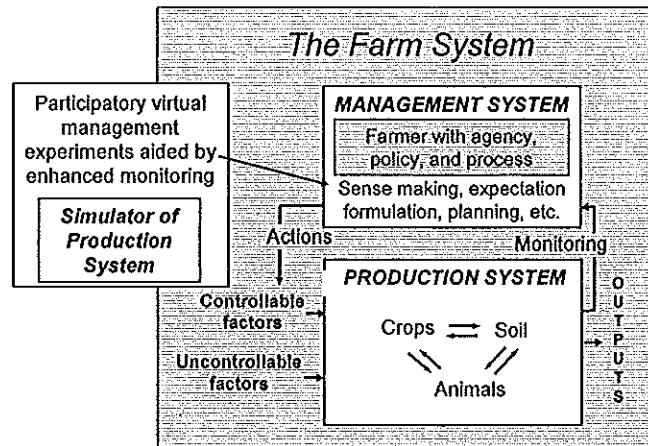 The Farm System
Participatory virtual
management
experiments aided by
enhanced monitoring
Simulator of
Production
System
MANAGEMENT SYSTEM
Farmer with agency,
policy, and process
Sense making, expectation
formulation, planning, etc.
Actions
Monitoring
PRODUCTION SYSTEM
Controllable
factors
Uncontrollable
factors
Crops
Soil
Animals
OUTPUTS